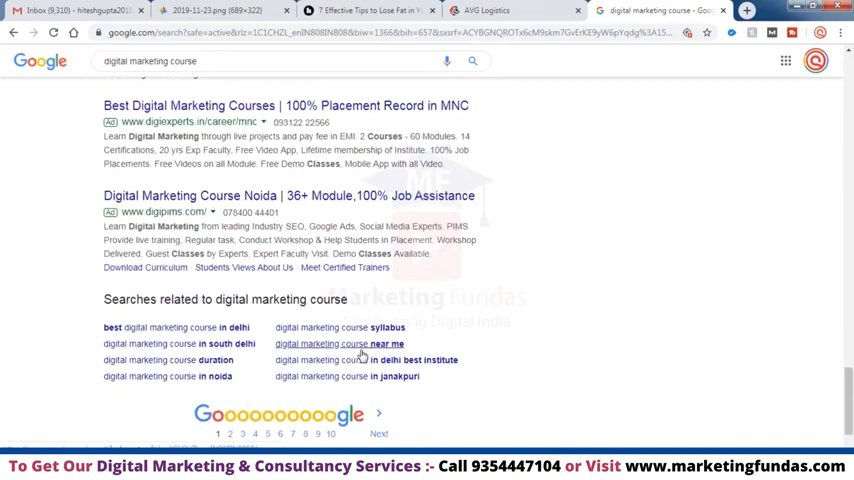 Inbox (9,310) - hiteshgupta2010
2019-11-23.png (689×322)
7 Effective Tips to Lose Fat in Y
AVG Logistics
digital marketing course - Goo
google.com/search?safe=active&rlz=1C1CHZL_enIN808IN808&biw=1366&bih=657&sxsrf=
Google
digital marketing course
Best Digital Marketing Courses | 100% Placement Record in MNC
Ad www.digiexperts.in/career/mnc 093122 22566
Learn Digital Marketing through live projects and pay fee in EMI. 2 Courses - 60 Modules. 14
Certifications, 20 yrs Exp Faculty, Free Video App, Lifetime membership of Institute. 100% Job
Placements. Free Videos on all Module. Free Demo Classes. Mobile App with all Video.
Digital Marketing Course Noida | 36+ Module,100% Job Assistance
Ad www.digipims.com/ 078400 44401
Learn Digital Marketing from leading Industry SEO, Google Ads, Social Media Experts. PIMS
Provide live training, Regular task, Conduct Workshop & Help Students in Placement. Workshop
Delivered. Guest Classes by Experts. Expert Faculty Visit. Demo Classes Available.
Download Curriculum · Students Views About Us · Meet Certified Trainers
MF
Marketing Fundas
Digital India
Searches related to digital marketing course
best digital marketing course in delhi digital marketing course syllabus
digital marketing course in south delhi digital marketing course near me
digital marketing course duration digital marketing course in delhi best institute
digital marketing course in noida digital marketing course in janakpuri
Goooooooooogle
1 2 3 4 5 6 7 8 9 10 Next
To Get Our Digital Marketing & Consultancy Services :- Call 9354447104 or Visit www.marketingfundas.com